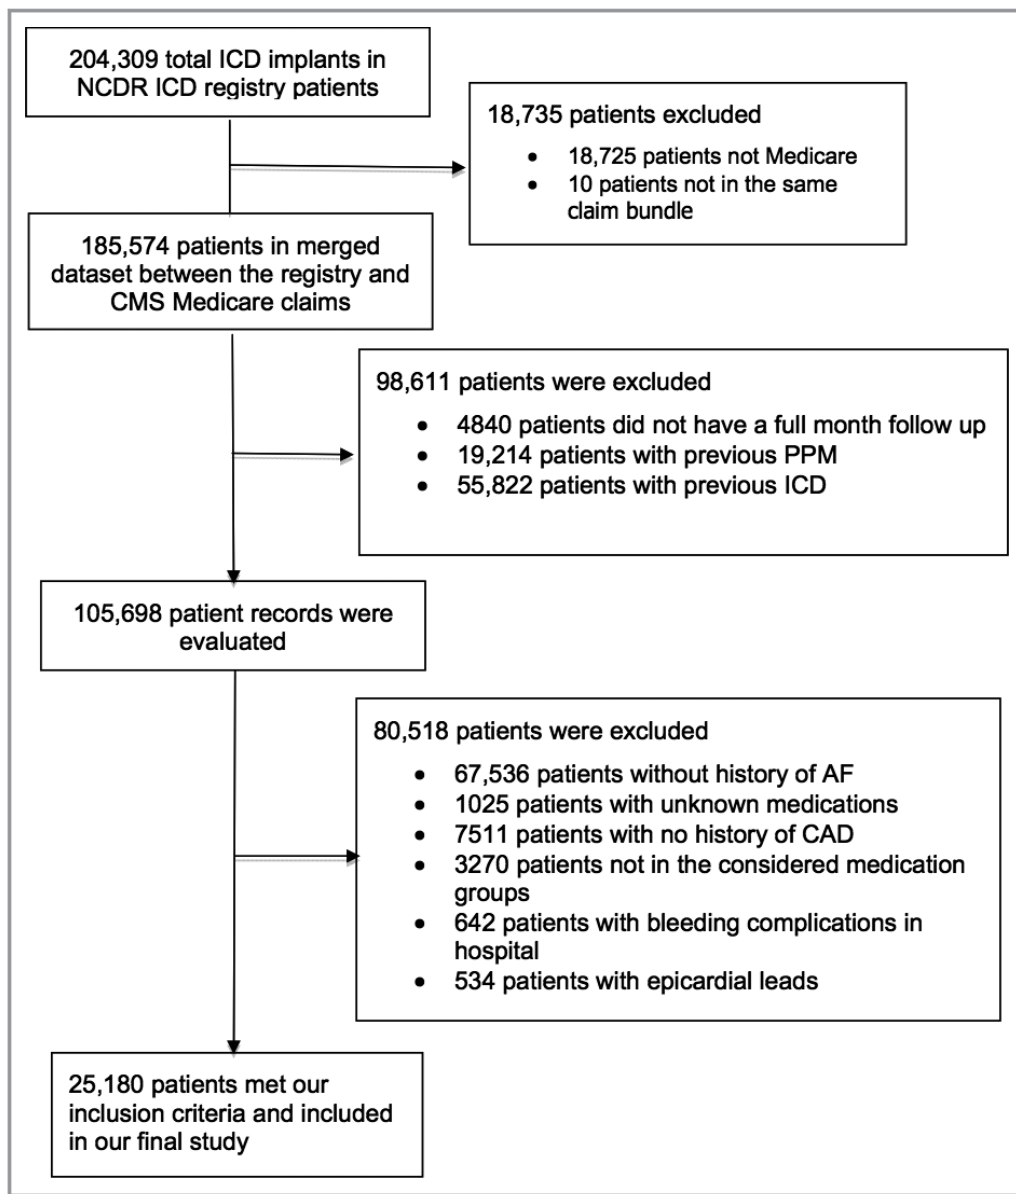 204,309 total ICD implants in
NCDR ICD registry patients
18,735 patients excluded
• 18,725 patients not Medicare
• 10 patients not in the same
claim bundle
185,574 patients in merged
dataset between the registry and
CMS Medicare claims
98,611 patients were excluded
• 4840 patients did not have a full month follow up
• 19,214 patients with previous PPM
• 55,822 patients with previous ICD
105,698 patient records were
evaluated
80,518 patients were excluded
• 67,536 patients without history of AF
• 1025 patients with unknown medications
• 7511 patients with no history of CAD
• 3270 patients not in the considered medication
groups
• 642 patients with bleeding complications in
hospital
• 534 patients with epicardial leads
25,180 patients met our
inclusion criteria and included
in our final study